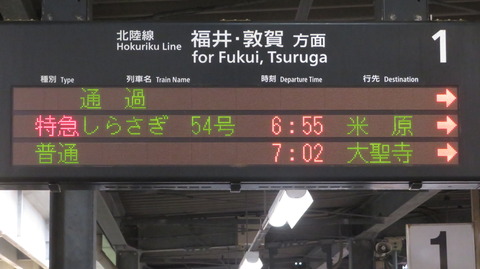 北陸線 福井・敦賀 方面 1
Hokuriku Line for Fukui, Tsuruga
種別 Type 列車名 Train Name 時刻 Departure Time 行先 Destination
通過 →
特急 しらさぎ 54号 6:55 米原 →
普通 7:02 大聖寺 →
1